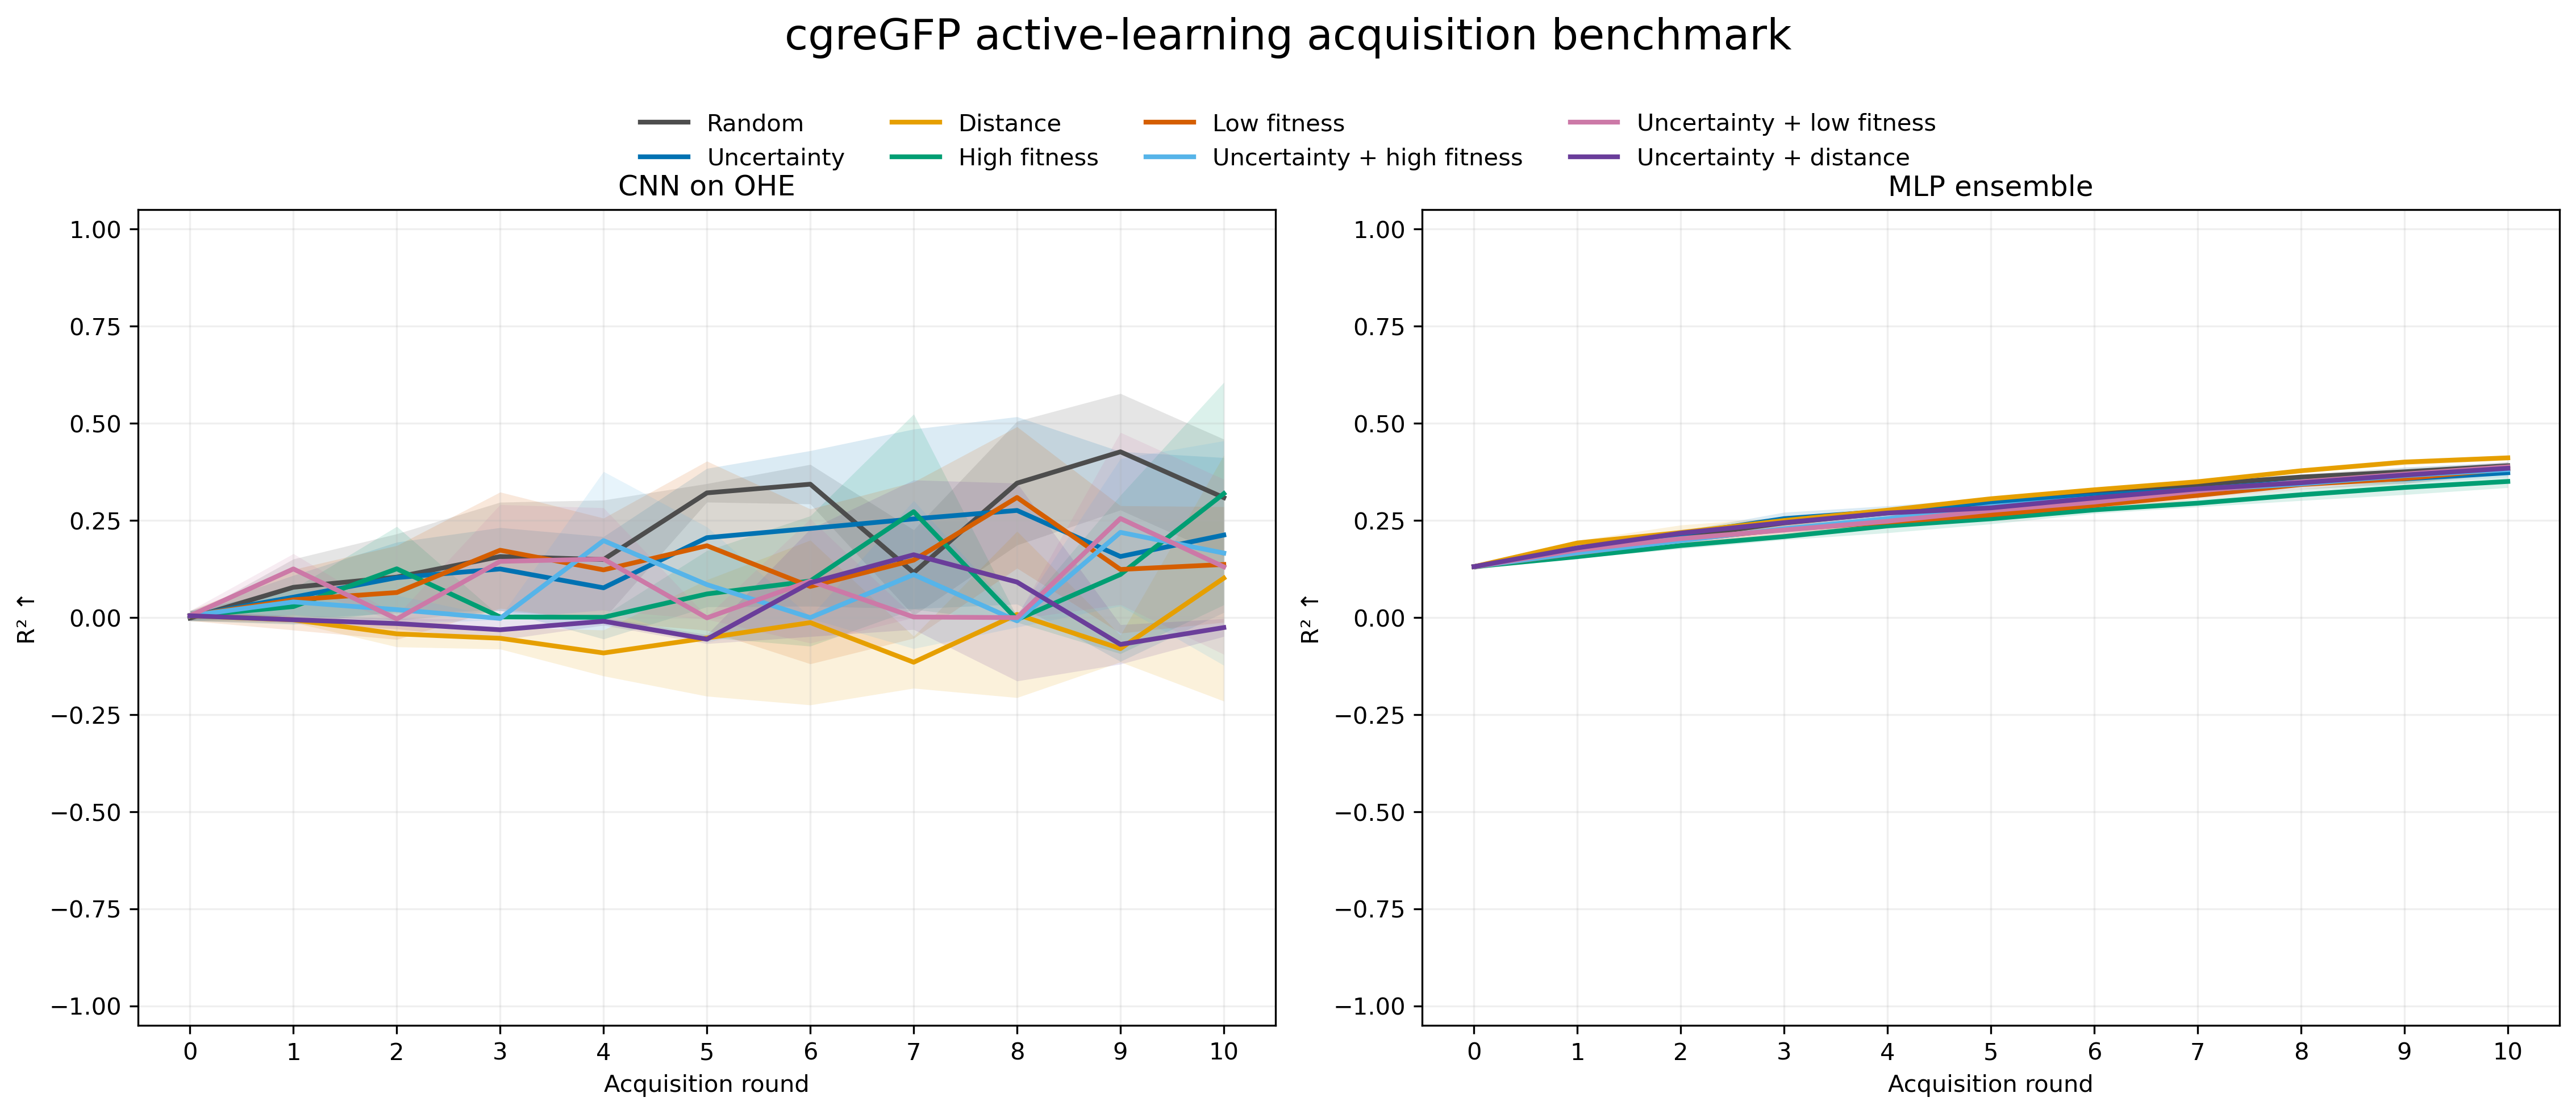 cgreGFP active-learning acquisition benchmark
Random
Uncertainty
Distance
High fitness
Low fitness
Uncertainty + high fitness
Uncertainty + low fitness
Uncertainty + distance
CNN on OHE
1.00
0.75
0.50
0.25
0.00
−0.25
−0.50
−0.75
−1.00
R² ↑
0 1 2 3 4 5 6 7 8 9 10
Acquisition round
MLP ensemble
1.00
0.75
0.50
0.25
0.00
−0.25
−0.50
−0.75
−1.00
R² ↑
0 1 2 3 4 5 6 7 8 9 10
Acquisition round